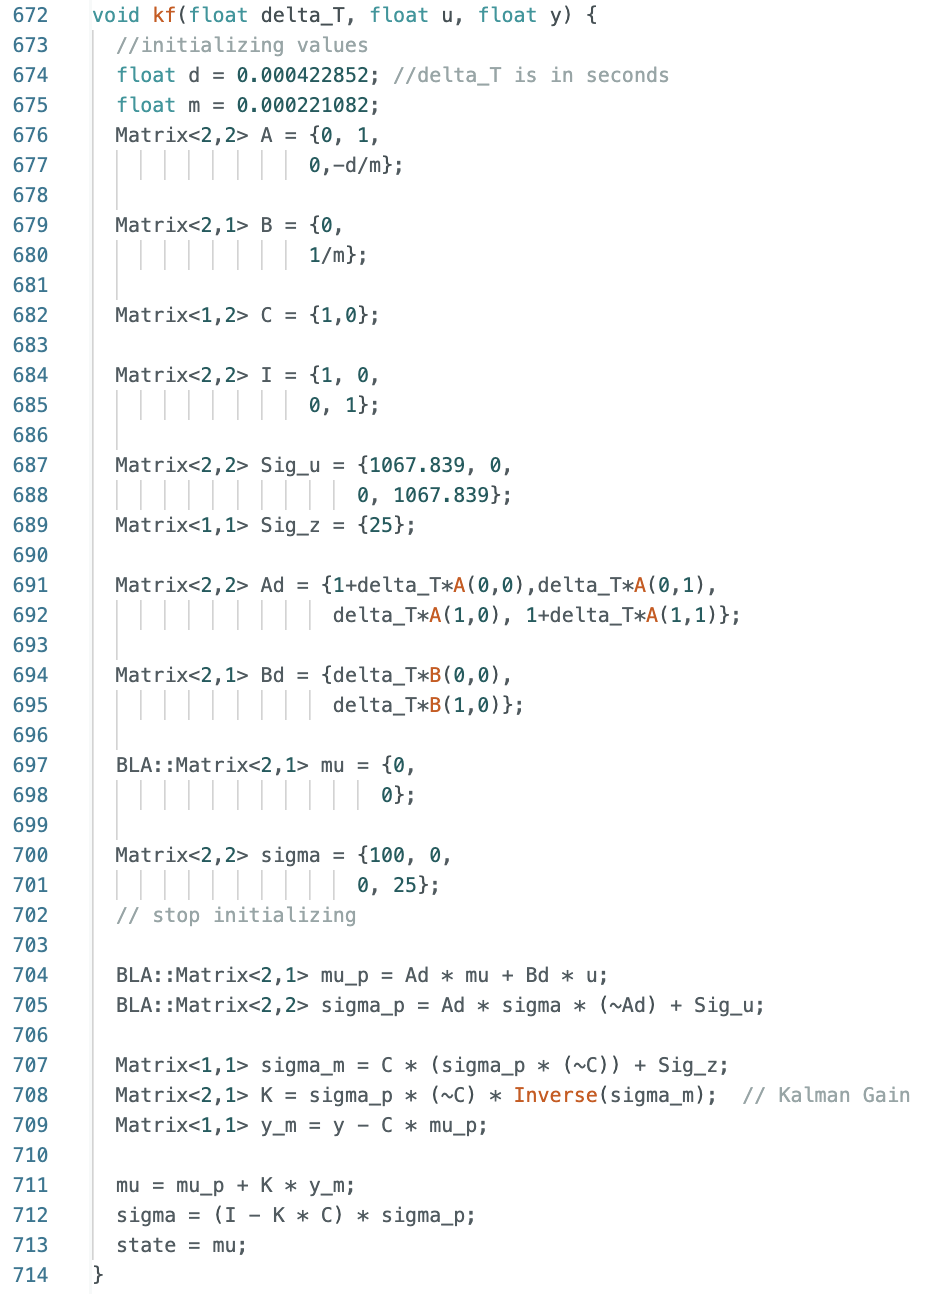 672 void kf(float delta_T, float u, float y) {
673 //initializing values
674 float d = 0.000422852; //delta_T is in seconds
675 float m = 0.000221082;
676 Matrix<2,2> A = {0, 1,
677 0,-d/m};
678
679 Matrix<2,1> B = {0,
680 1/m};
681
682 Matrix<1,2> C = {1,0};
683
684 Matrix<2,2> I = {1, 0,
685 0, 1};
686
687 Matrix<2,2> Sig_u = {1067.839, 0,
688 0, 1067.839};
689 Matrix<1,1> Sig_z = {25};
690
691 Matrix<2,2> Ad = {1+delta_T*A(0,0),delta_T*A(0,1),
692 delta_T*A(1,0), 1+delta_T*A(1,1)};
693
694 Matrix<2,1> Bd = {delta_T*B(0,0),
695 delta_T*B(1,0)};
696
697 BLA::Matrix<2,1> mu = {0,
698 0};
699
700 Matrix<2,2> sigma = {100, 0,
701 0, 25};
702 // stop initializing
703
704 BLA::Matrix<2,1> mu_p = Ad * mu + Bd * u;
705 BLA::Matrix<2,2> sigma_p = Ad * sigma * (~Ad) + Sig_u;
706
707 Matrix<1,1> sigma_m = C * (sigma_p * (~C)) + Sig_z;
708 Matrix<2,1> K = sigma_p * (~C) * Inverse(sigma_m); // Kalman Gain
709 Matrix<1,1> y_m = y - C * mu_p;
710
711 mu = mu_p + K * y_m;
712 sigma = (I - K * C) * sigma_p;
713 state = mu;
714 }